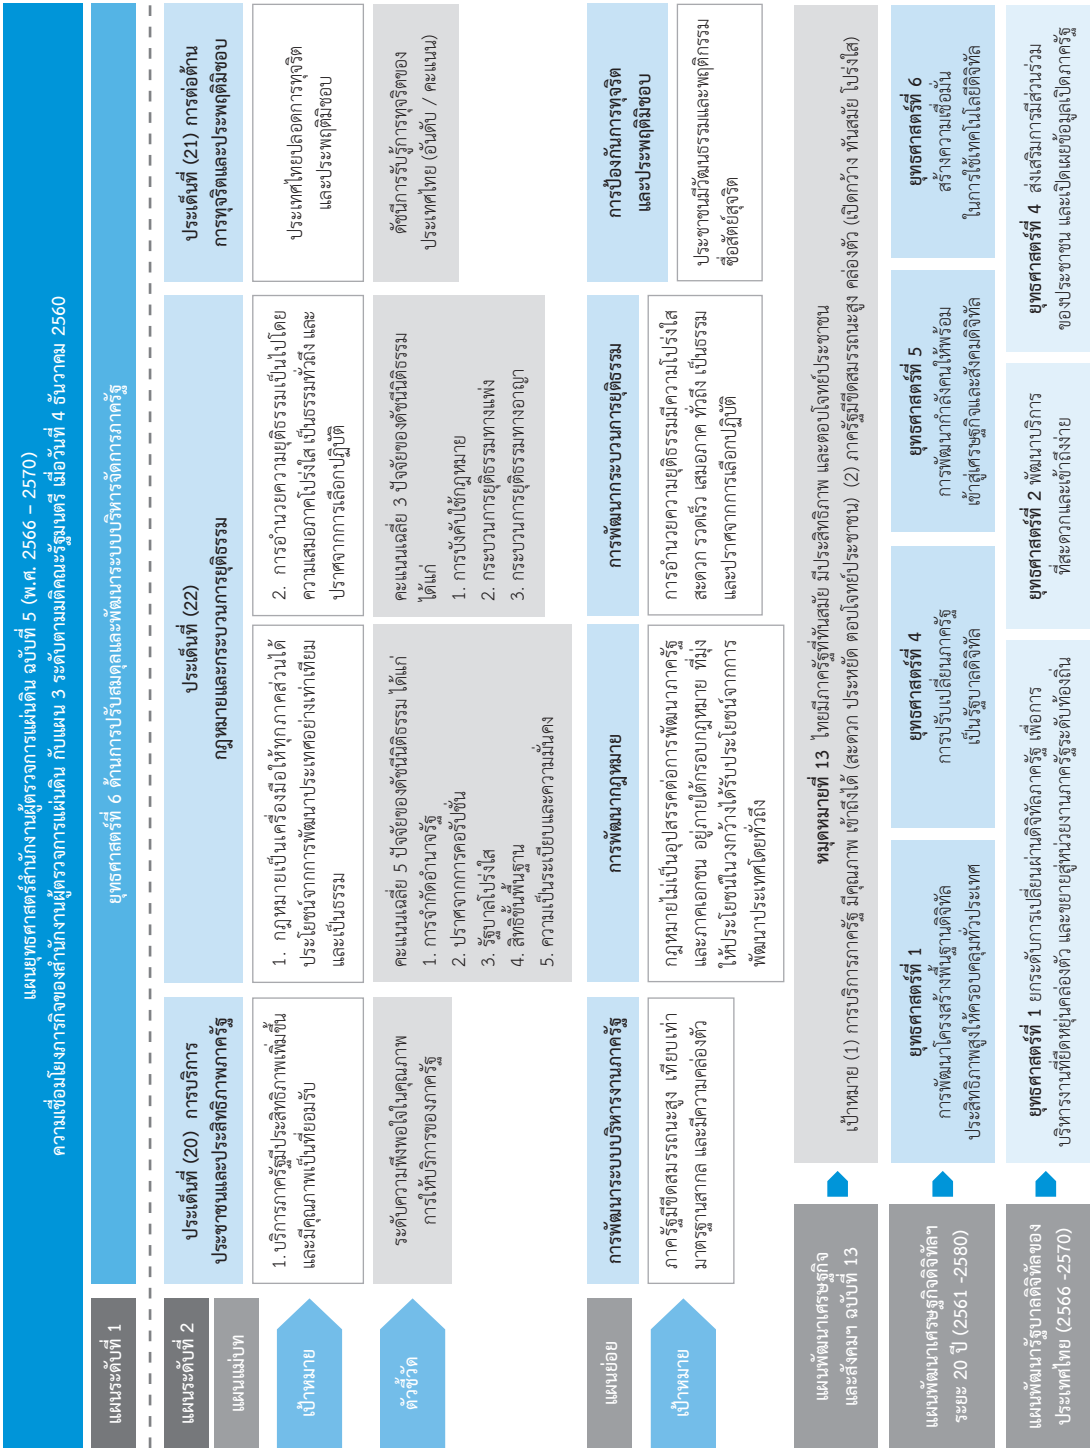 แผนยุทธศาสตร์สำนักงานผู้ตรวจการแผ่นดิน ฉบับที่ 5 (พ.ศ. 2566 – 2570)
ความเชื่อมโยงภารกิจของสำนักงานผู้ตรวจการแผ่นดิน กับแผน 3 ระดับตามมติคณะรัฐมนตรี เมื่อวันที่ 4 ธันวาคม 2560
แผนระดับที่ 1
ยุทธศาสตร์ที่ 6 ด้านการปรับสมดุลและพัฒนาระบบบริหารจัดการภาครัฐ
แผนระดับที่ 2
แผนแม่บท
ประเด็นที่ (20) การบริการ
ประชาชนและประสิทธิภาพภาครัฐ
ประเด็นที่ (22)
กฎหมายและกระบวนการยุติธรรม
ประเด็นที่ (21) การต่อต้าน
การทุจริตและประพฤติมิชอบ
เป้าหมาย
1. บริการภาครัฐมีประสิทธิภาพเพิ่มขึ้น
และมีคุณภาพเป็นที่ยอมรับ
1. กฎหมายเป็นเครื่องมือให้ทุกภาคส่วนได้
ประโยชน์จากการพัฒนาประเทศอย่างเท่าเทียม
และเป็นธรรม
2. การอำนวยความยุติธรรมเป็นไปโดย
ความเสมอภาคโปร่งใส เป็นธรรมทั่วถึง และ
ปราศจากการเลือกปฏิบัติ
ประเทศไทยปลอดการทุจริต
และประพฤติมิชอบ
ตัวชี้วัด
ระดับความพึงพอใจในคุณภาพ
การให้บริการของภาครัฐ
คะแนนเฉลี่ย 5 ปัจจัยของดัชนีนิติธรรม ได้แก่
1. การจำกัดอำนาจรัฐ
2. ปราศจากการคอรัปชั่น
3. รัฐบาลโปร่งใส
4. สิทธิขั้นพื้นฐาน
5. ความเป็นระเบียบและความมั่นคง
คะแนนเฉลี่ย 3 ปัจจัยของดัชนีนิติธรรม
ได้แก่
1. การบังคับใช้กฎหมาย
2. กระบวนการยุติธรรมทางแพ่ง
3. กระบวนการยุติธรรมทางอาญา
ดัชนีการรับรู้การทุจริตของ
ประเทศไทย (อันดับ / คะแนน)
แผนย่อย
การพัฒนาระบบบริหารงานภาครัฐ
การพัฒนากฎหมาย
การพัฒนากระบวนการยุติธรรม
การป้องกันการทุจริต
และประพฤติมิชอบ
เป้าหมาย
ภาครัฐมีขีดสมรรถนะสูง เทียบเท่า
มาตรฐานสากล และมีความคล่องตัว
กฎหมายไม่เป็นอุปสรรคต่อการพัฒนาภาครัฐ
และภาคเอกชน อยู่ภายใต้กรอบกฎหมาย ที่มุ่ง
ให้ประโยชน์ในวงกว้างได้รับประโยชน์จากการ
พัฒนาประเทศโดยทั่วถึง
การอำนวยความยุติธรรมมีความโปร่งใส
สะดวก รวดเร็ว เสมอภาค ทั่วถึง เป็นธรรม
และปราศจากการเลือกปฏิบัติ
ประชาชนมีวัฒนธรรมและพฤติกรรม
ซื่อสัตย์สุจริต
แผนพัฒนาเศรษฐกิจ
และสังคมฯ ฉบับที่ 13
หมุดหมายที่ 13 ไทยมีภาครัฐที่ทันสมัย มีประสิทธิภาพ และตอบโจทย์ประชาชน
เป้าหมาย (1) การบริการภาครัฐ มีคุณภาพ เข้าถึงได้ (สะดวก ประหยัด ตอบโจทย์ประชาชน) (2) ภาครัฐมีขีดสมรรถนะสูง คล่องตัว (เปิดกว้าง ทันสมัย โปร่งใส)
แผนพัฒนาเศรษฐกิจดิจิทัลฯ
ระยะ 20 ปี (2561 -2580)
ยุทธศาสตร์ที่ 1
การพัฒนาโครงสร้างพื้นฐานดิจิทัล
ประสิทธิภาพสูงให้ครอบคลุมทั่วประเทศ
ยุทธศาสตร์ที่ 4
การปรับเปลี่ยนภาครัฐ
เป็นรัฐบาลดิจิทัล
ยุทธศาสตร์ที่ 5
การพัฒนากำลังคนให้พร้อม
เข้าสู่เศรษฐกิจและสังคมดิจิทัล
ยุทธศาสตร์ที่ 6
สร้างความเชื่อมั่น
ในการใช้เทคโนโลยีดิจิทัล
แผนพัฒนารัฐบาลดิจิทัลของ
ประเทศไทย (2566 -2570)
ยุทธศาสตร์ที่ 1 ยกระดับการเปลี่ยนผ่านดิจิทัลภาครัฐ เพื่อการ
บริหารงานที่ยืดหยุ่นคล่องตัว และขยายสู่หน่วยงานภาครัฐระดับท้องถิ่น
ยุทธศาสตร์ที่ 2 พัฒนาบริการ
ที่สะดวกและเข้าถึงง่าย
ยุทธศาสตร์ที่ 4 ส่งเสริมการมีส่วนร่วม
ของประชาชน และเปิดเผยข้อมูลเปิดภาครัฐ